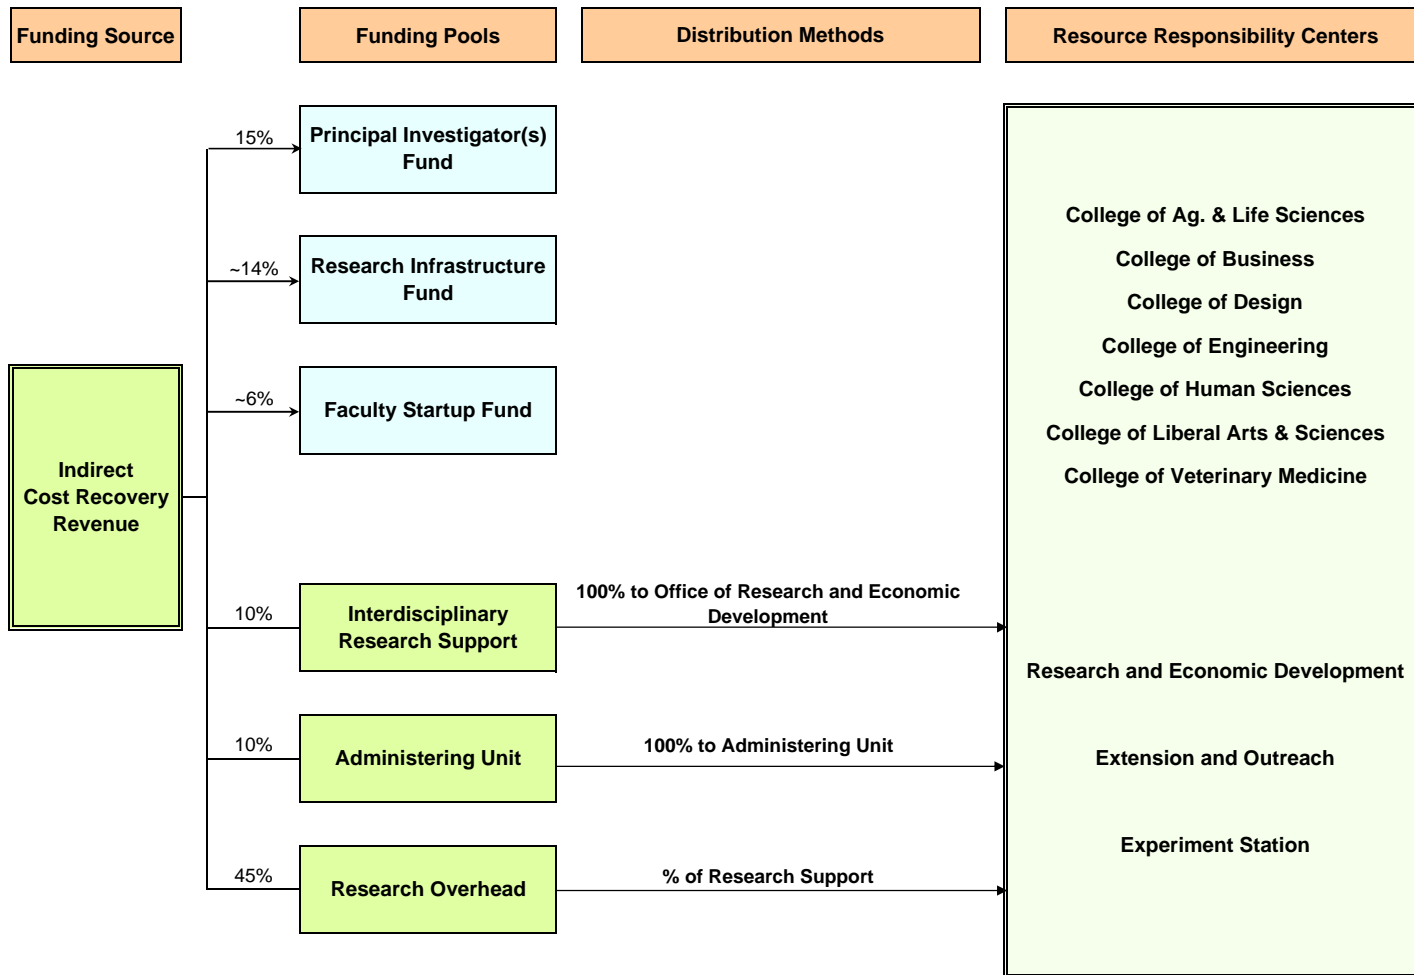 Funding Source
Funding Pools
Distribution Methods
Resource Responsibility Centers
15%
Principal Investigator(s)
Fund
~14%
Research Infrastructure
Fund
~6%
Faculty Startup Fund
Indirect
Cost Recovery
Revenue
10%
Interdisciplinary
Research Support
100% to Office of Research and Economic
Development
10%
Administering Unit
100% to Administering Unit
45%
Research Overhead
% of Research Support
College of Ag. & Life Sciences
College of Business
College of Design
College of Engineering
College of Human Sciences
College of Liberal Arts & Sciences
College of Veterinary Medicine
Research and Economic Development
Extension and Outreach
Experiment Station